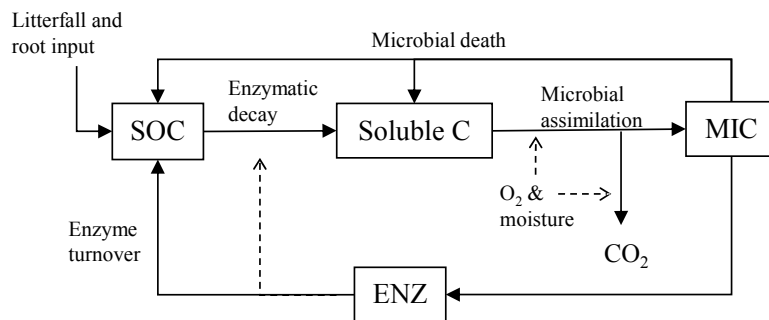 Litterfall and
root input
Microbial death
Enzymatic
decay
Microbial
assimilation
SOC
Soluble C
MIC
O₂ &
moisture
Enzyme
turnover
CO₂
ENZ